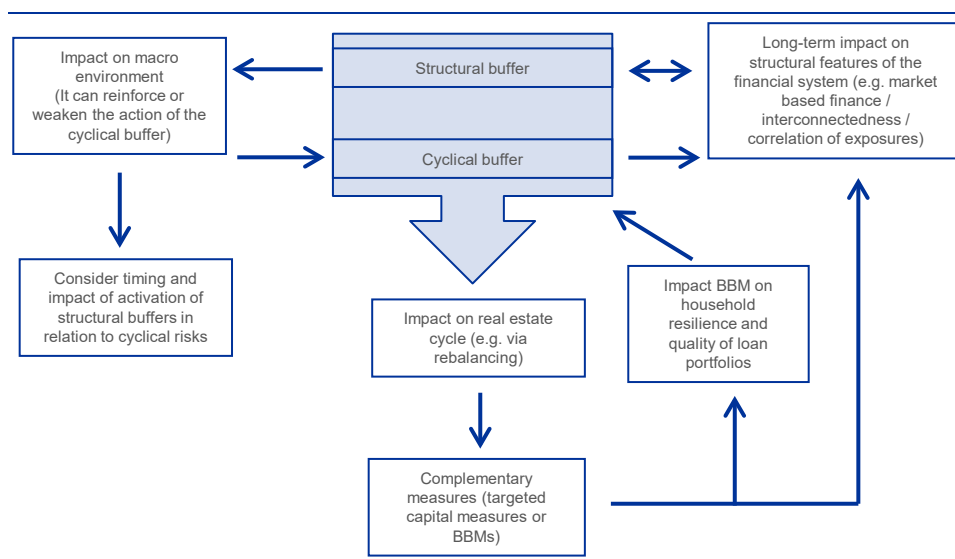 Impact on macro
environment
(It can reinforce or
weaken the action of the
cyclical buffer)
Structural buffer
Cyclical buffer
Long-term impact on
structural features of the
financial system (e.g. market
based finance /
interconnectedness /
correlation of exposures)
Consider timing and
impact of activation of
structural buffers in
relation to cyclical risks
Impact on real estate
cycle (e.g. via
rebalancing)
Impact BBM on
household
resilience and
quality of loan
portfolios
Complementary
measures (targeted
capital measures or
BBMs)